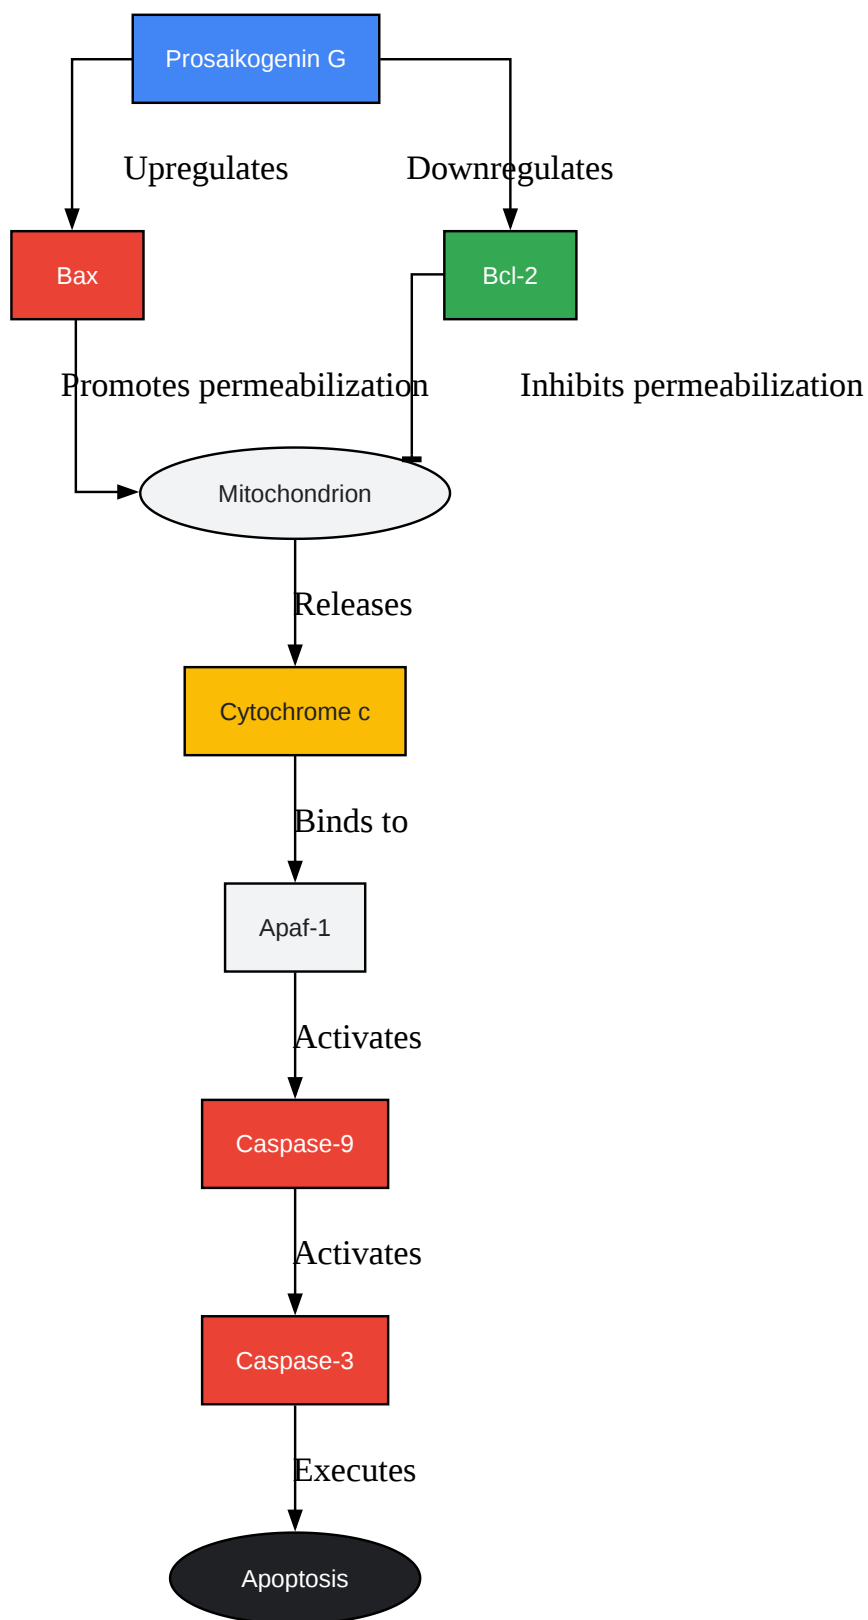 Prosaikogenin G
Upregulates
Downregulates
Bax
Bcl-2
Promotes permeabilization
Inhibits permeabilization
Mitochondrion
Releases
Cytochrome c
Binds to
Apaf-1
Activates
Caspase-9
Activates
Caspase-3
Executes
Apoptosis